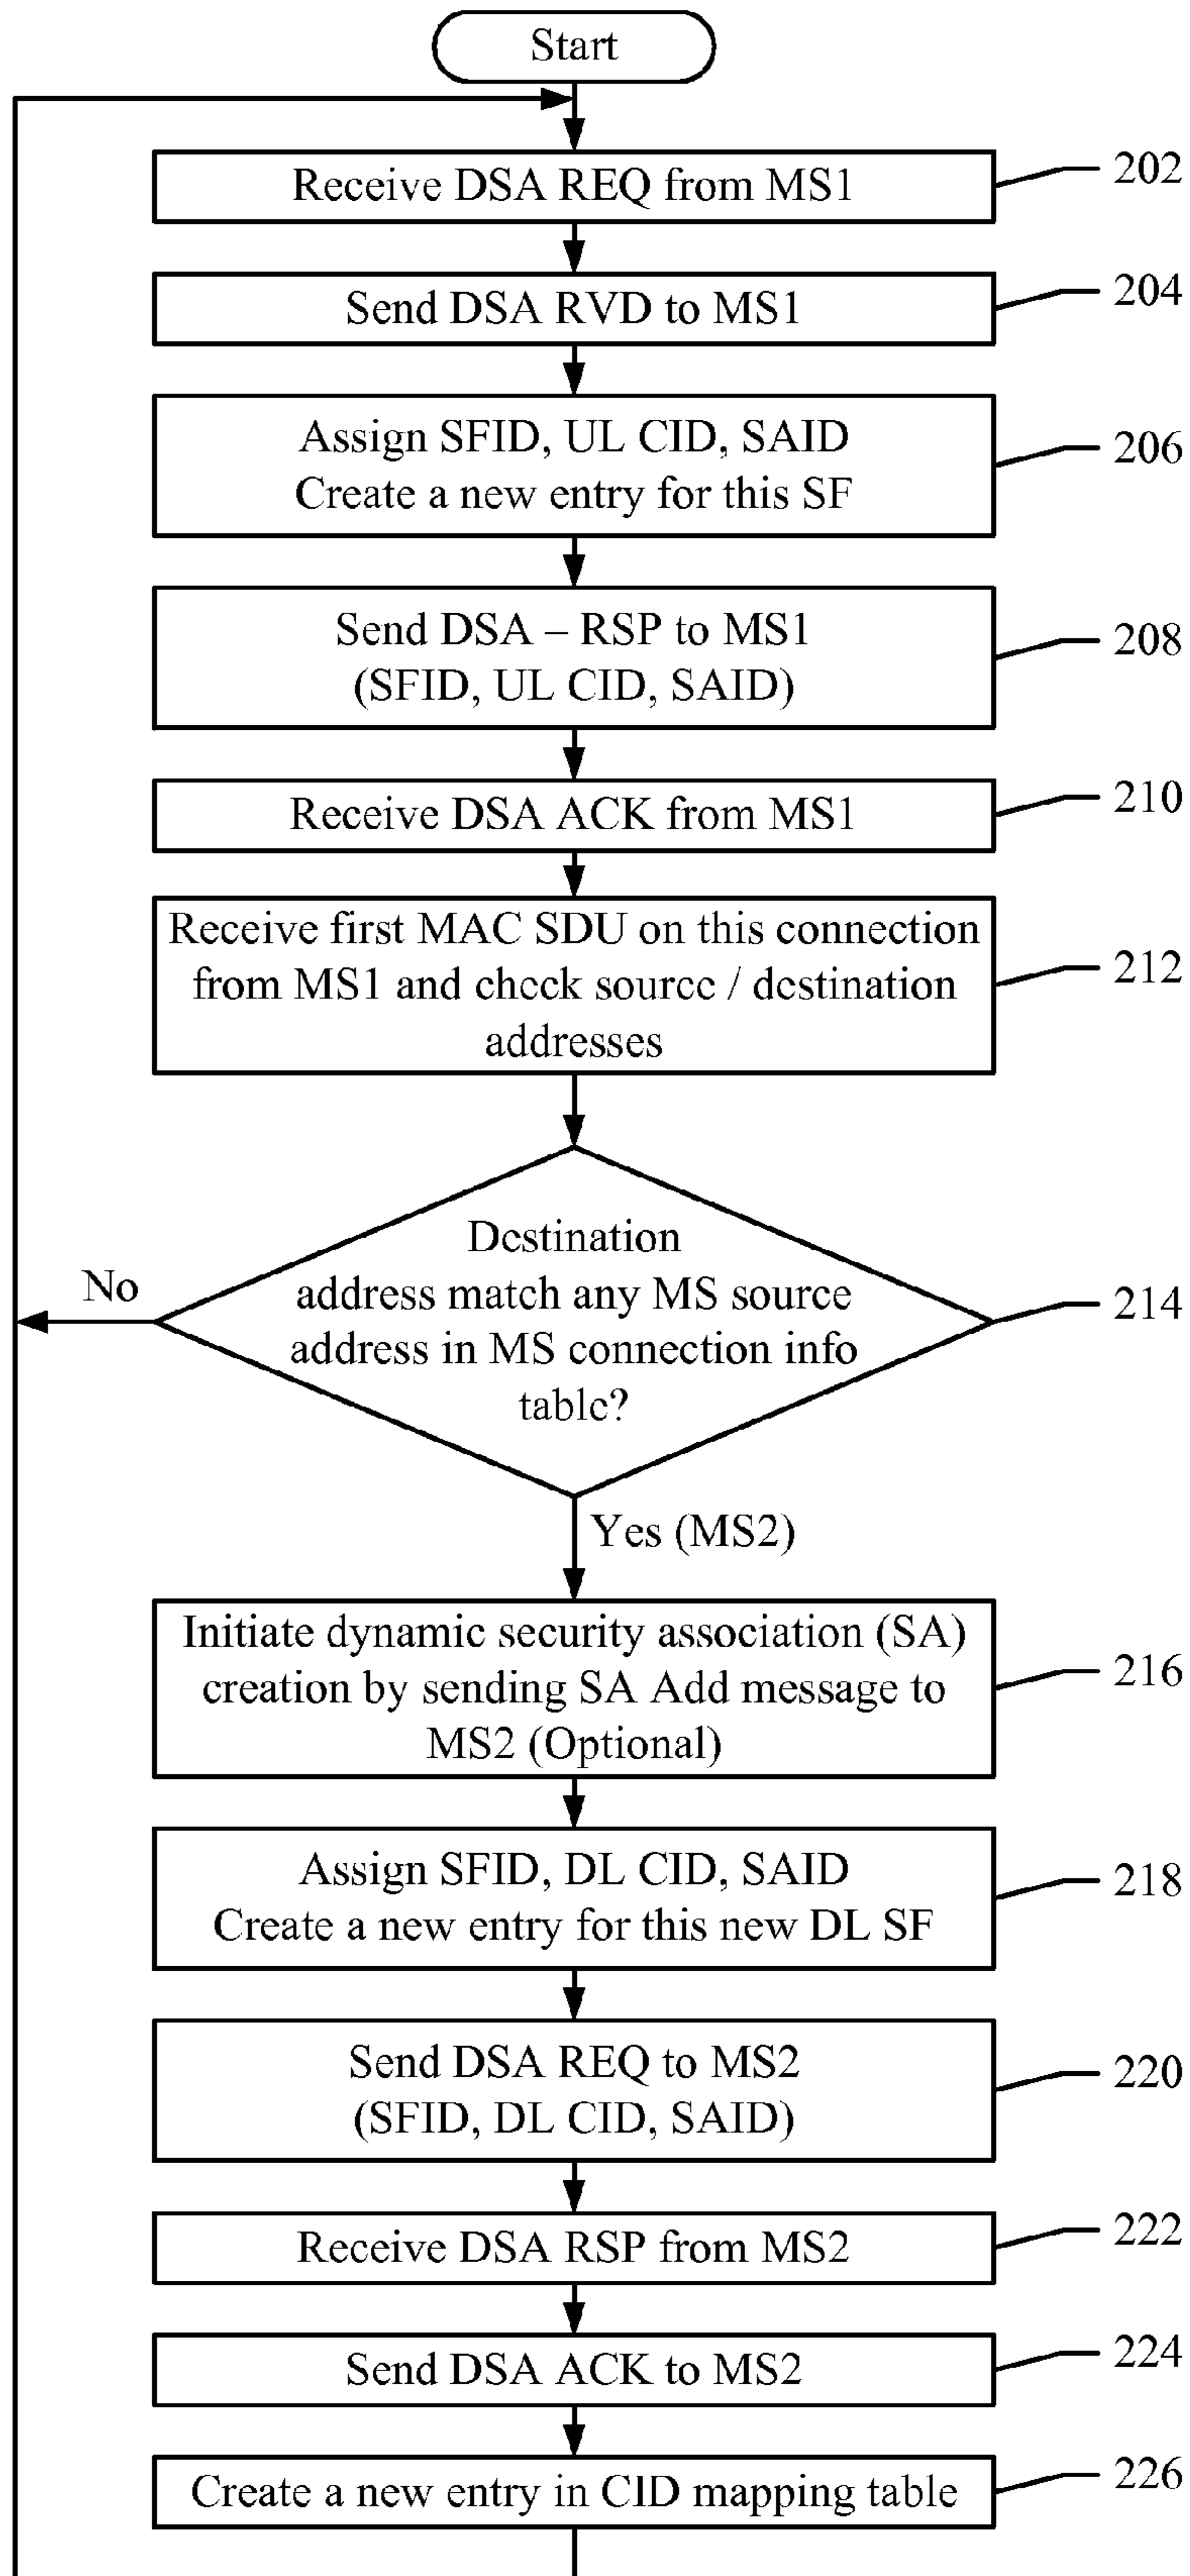 Start
Receive DSA REQ from MS1
202
Send DSA RVD to MS1
204
Assign SFID, UL CID, SAID
Create a new entry for this SF
206
Send DSA – RSP to MS1
(SFID, UL CID, SAID)
208
Receive DSA ACK from MS1
210
Receive first MAC SDU on this connection
from MS1 and check source / destination
addresses
212
Destination
address match any MS source
address in MS connection info
table?
214
No
Yes (MS2)
Initiate dynamic security association (SA)
creation by sending SA Add message to
MS2 (Optional)
216
Assign SFID, DL CID, SAID
Create a new entry for this new DL SF
218
Send DSA REQ to MS2
(SFID, DL CID, SAID)
220
Receive DSA RSP from MS2
222
Send DSA ACK to MS2
224
Create a new entry in CID mapping table
226